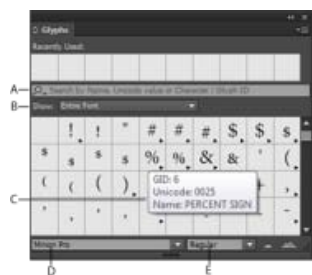 Glyphs
Recently Used:
A
Search by Name, Unicode value or Character / Glyph ID
B
Show: Entire Font
! ! " # # # $ $ $
$ $ $ $ % % & & ' (
C
( ( ( ) 
GID: 6
Unicode: 0025
Name: PERCENT SIGN
Minion Pro
Regular
D
E